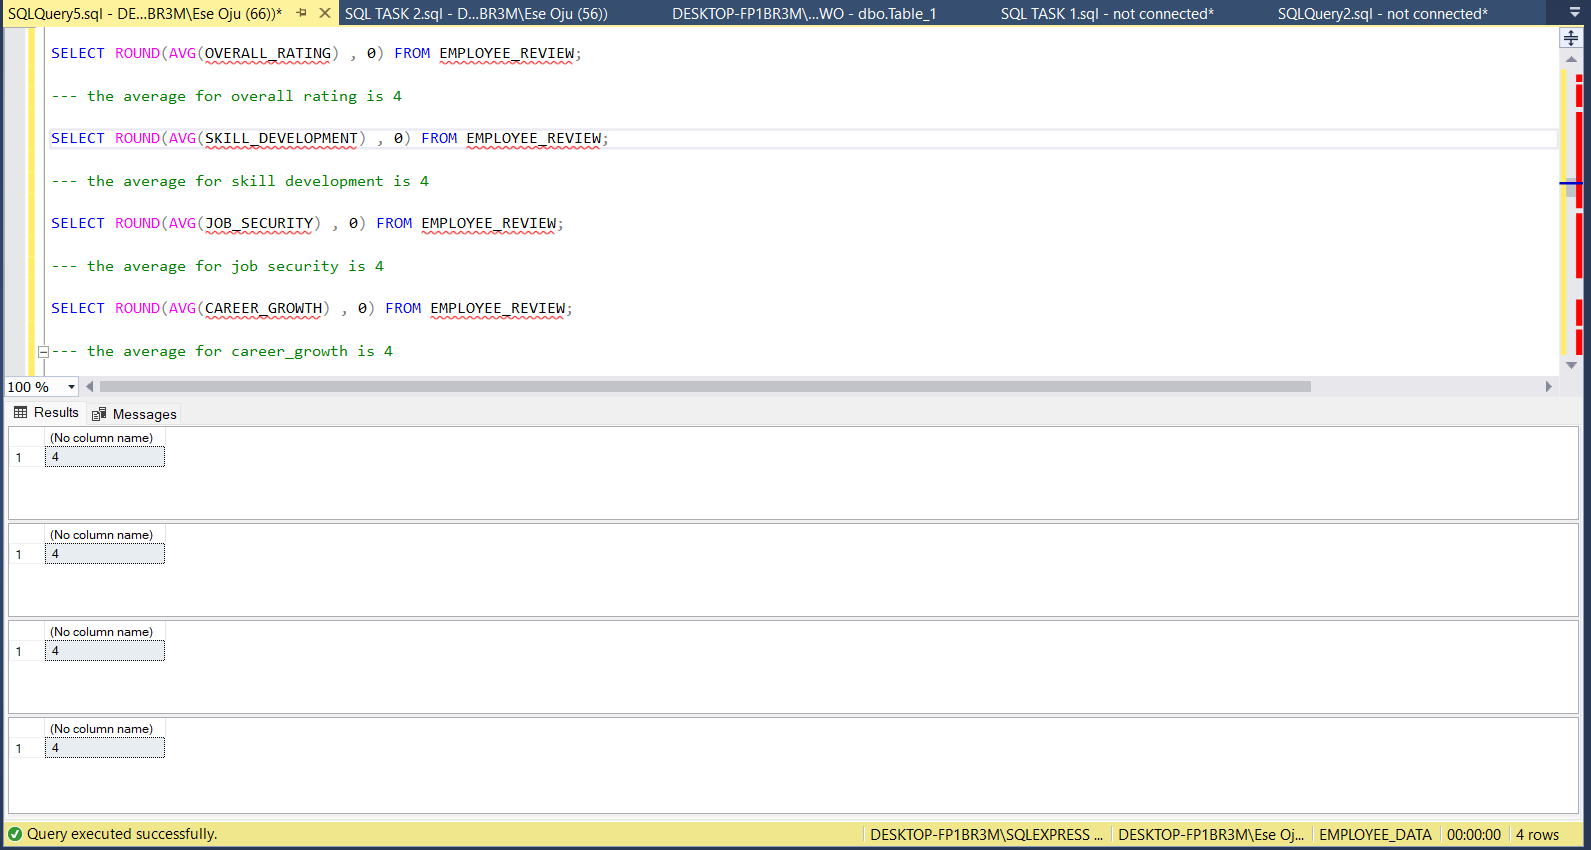 SQLQuery5.sql - DE...BR3M\Ese Oju (66))* SQL TASK 2.sql - D...BR3M\Ese Oju (56)) DESKTOP-FP1BR3M\...WO - dbo.Table_1 SQL TASK 1.sql - not connected* SQLQuery2.sql - not connected*
SELECT ROUND(AVG(OVERALL_RATING) , 0) FROM EMPLOYEE_REVIEW;
--- the average for overall rating is 4
SELECT ROUND(AVG(SKILL_DEVELOPMENT) , 0) FROM EMPLOYEE_REVIEW;
--- the average for skill development is 4
SELECT ROUND(AVG(JOB_SECURITY) , 0) FROM EMPLOYEE_REVIEW;
--- the average for job security is 4
SELECT ROUND(AVG(CAREER_GROWTH) , 0) FROM EMPLOYEE_REVIEW;
--- the average for career_growth is 4
100 %
Results Messages
(No column name)
1 4
(No column name)
1 4
(No column name)
1 4
(No column name)
1 4
Query executed successfully. DESKTOP-FP1BR3M\SQLEXPRESS ... DESKTOP-FP1BR3M\Ese Oj... EMPLOYEE_DATA 00:00:00 4 rows